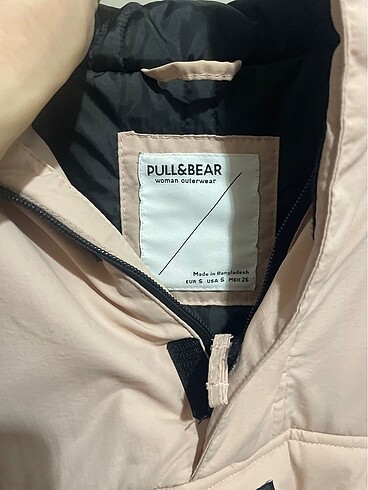 PULL&BEAR
woman outerwear
Made in Bangladesh
EUR S USA S MEX 26